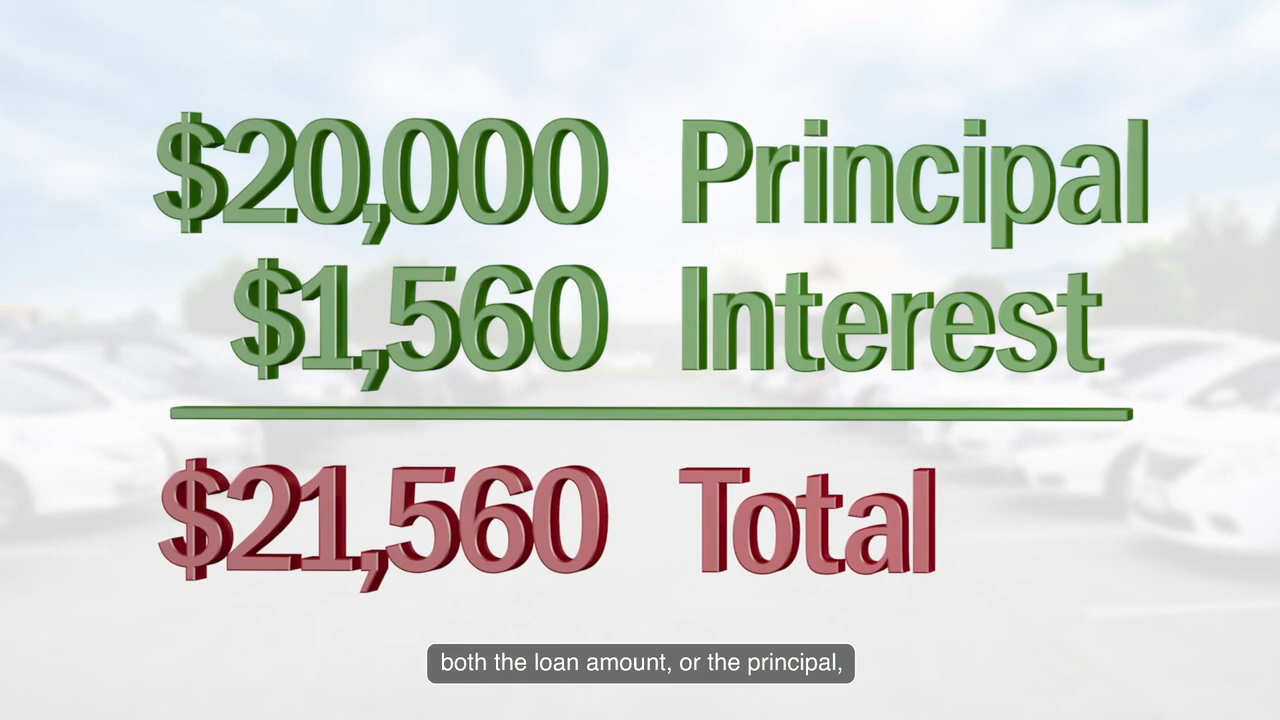 $20,000 Principal
$1,560 Interest
$21,560 Total
both the loan amount, or the principal,